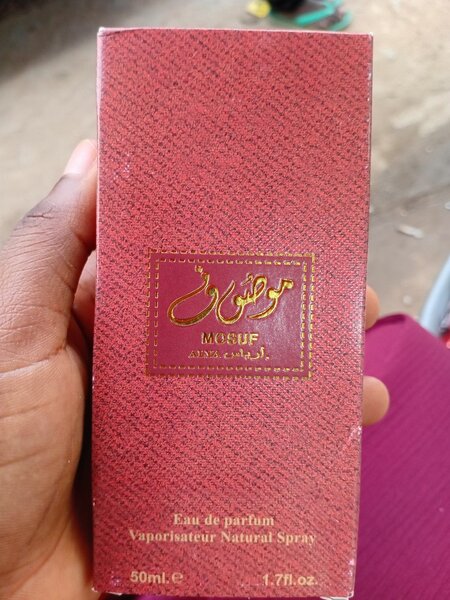 موصوف
MOSUF
Eau de parfum
Vaporisateur Natural Spray
50ml. e 1.7fl.oz.